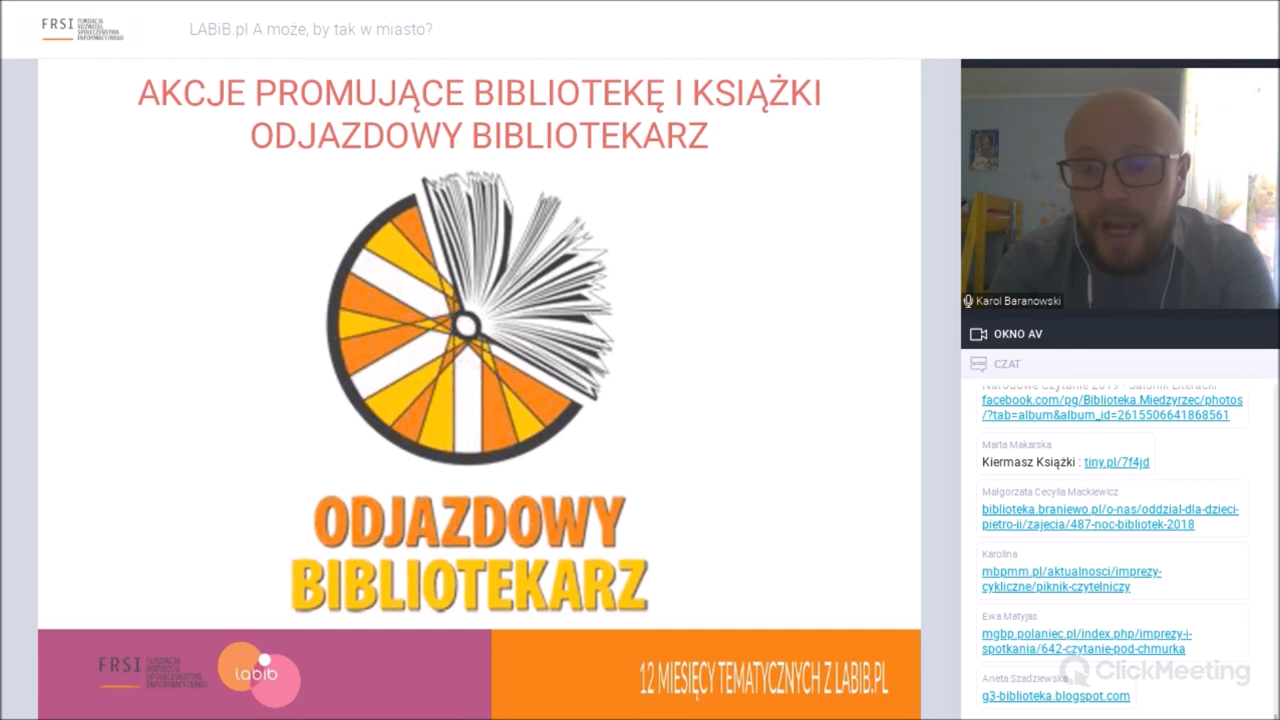 FRSI FUNDACJA
ROZWOJU
SPOŁECZEŃSTWA
INFORMACYJNEGO
LABiB.pl A może, by tak w miasto?
AKCJE PROMUJĄCE BIBLIOTEKĘ I KSIĄŻKI
ODJAZDOWY BIBLIOTEKARZ
ODJAZDOWY
BIBLIOTEKARZ
FRSI FUNDACJA
ROZWOJU
SPOŁECZEŃSTWA
INFORMACYJNEGO
labib
12 MIESIĘCY TEMATYCZNYCH Z LABIB.PL
Karol Baranowski
OKNO AV
CZAT
Narodowe Czytanie 2019 - Salonik Literacki
facebook.com/pg/Biblioteka.Miedzyrzec/photos
/?tab=album&album_id=2615506641868561
Marta Makarska
Kiermasz Książki : tiny.pl/7f4jd
Małgorzata Cecylia Mackiewicz
biblioteka.braniewo.pl/o-nas/oddzial-dla-dzieci-
pietro-ii/zajecia/487-noc-bibliotek-2018
Karolina
mbpmm.pl/aktualnosci/imprezy-
cykliczne/piknik-czytelniczy
Ewa Matyjas
mgbp.polaniec.pl/index.php/imprezy-i-
spotkania/642-czytanie-pod-chmurka
Aneta Szadziewska
g3-biblioteka.blogspot.com
ClickMeeting